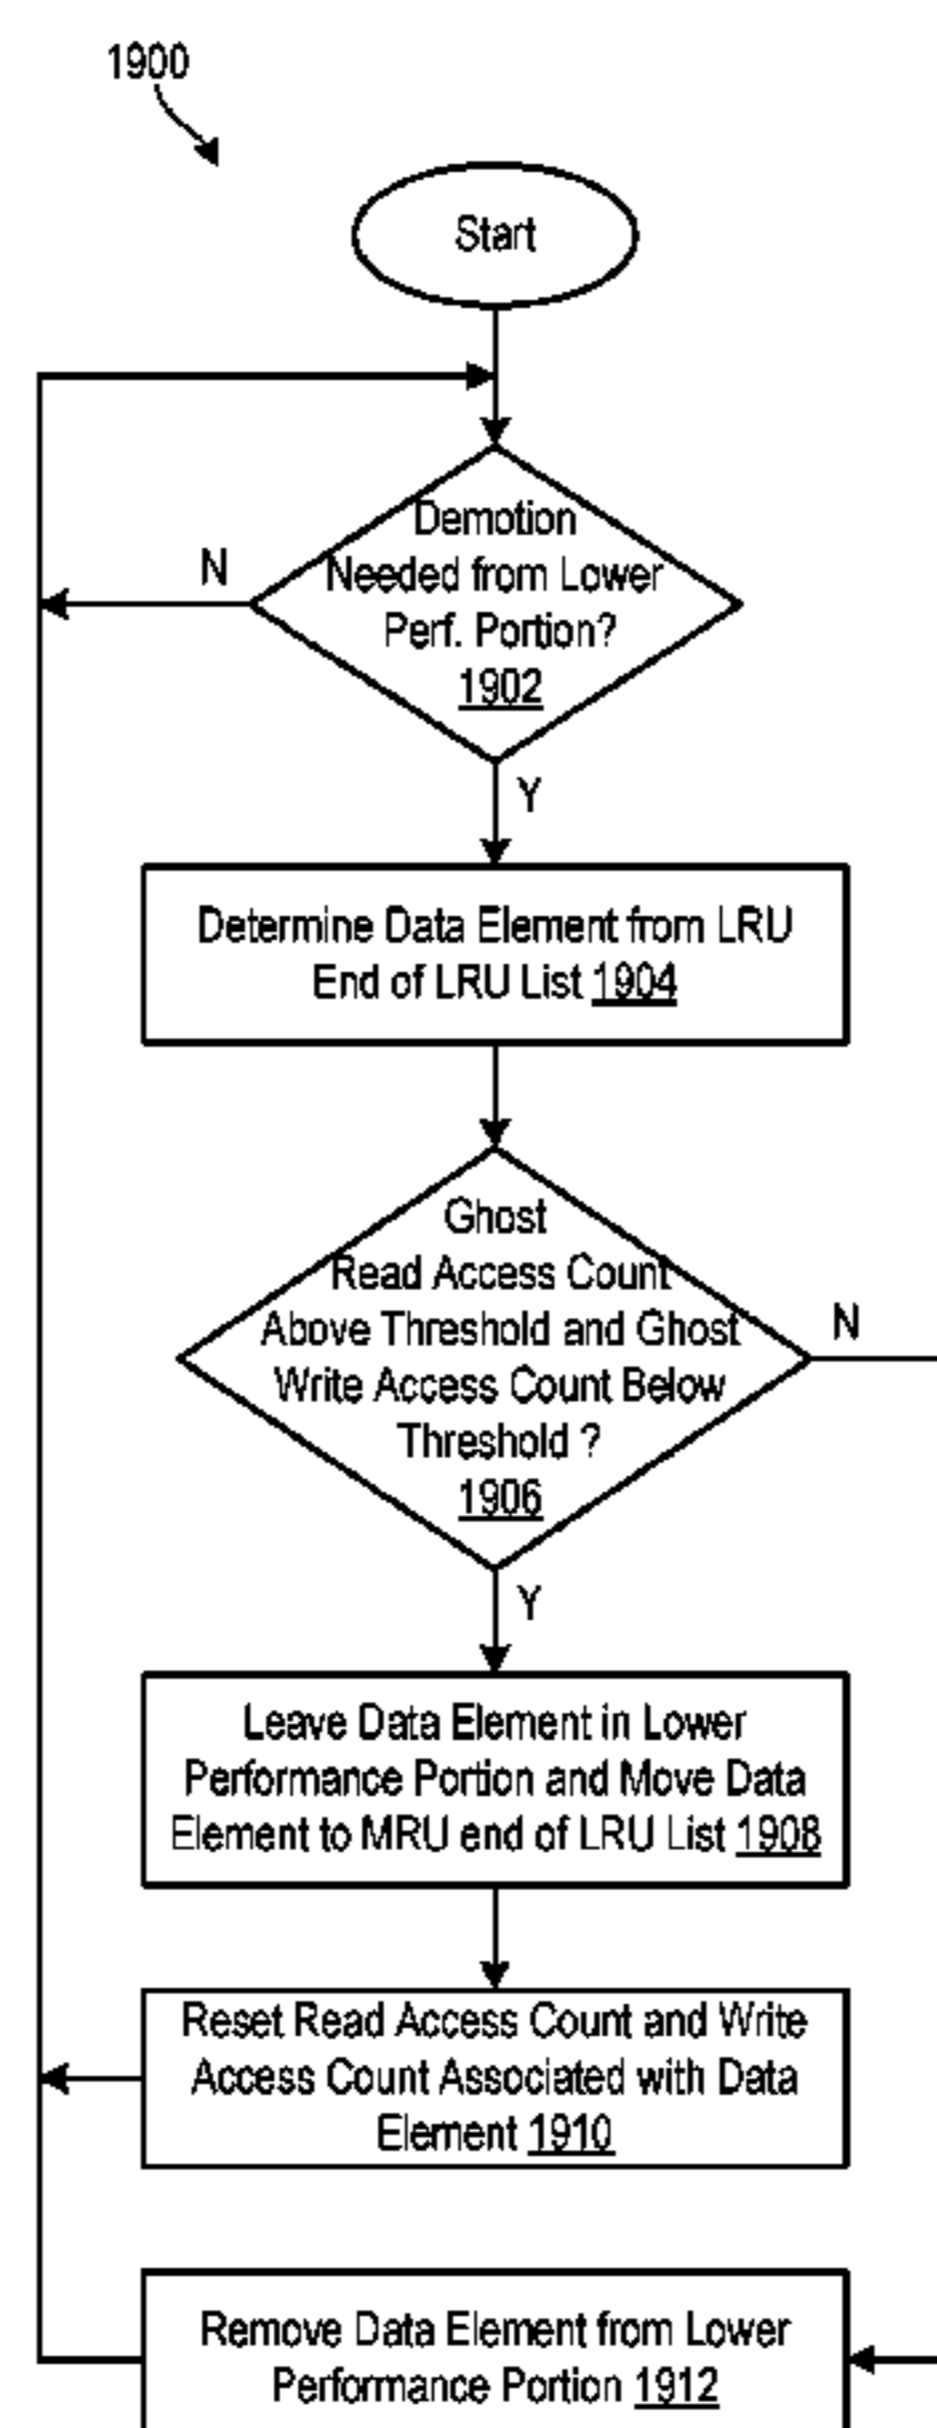 1900
Start
Demotion
Needed from Lower
Perf. Portion?
1902
N
Y
Determine Data Element from LRU
End of LRU List 1904
Ghost
Read Access Count
Above Threshold and Ghost
Write Access Count Below
Threshold ?
1906
N
Y
Leave Data Element in Lower
Performance Portion and Move Data
Element to MRU end of LRU List 1908
Reset Read Access Count and Write
Access Count Associated with Data
Element 1910
Remove Data Element from Lower
Performance Portion 1912